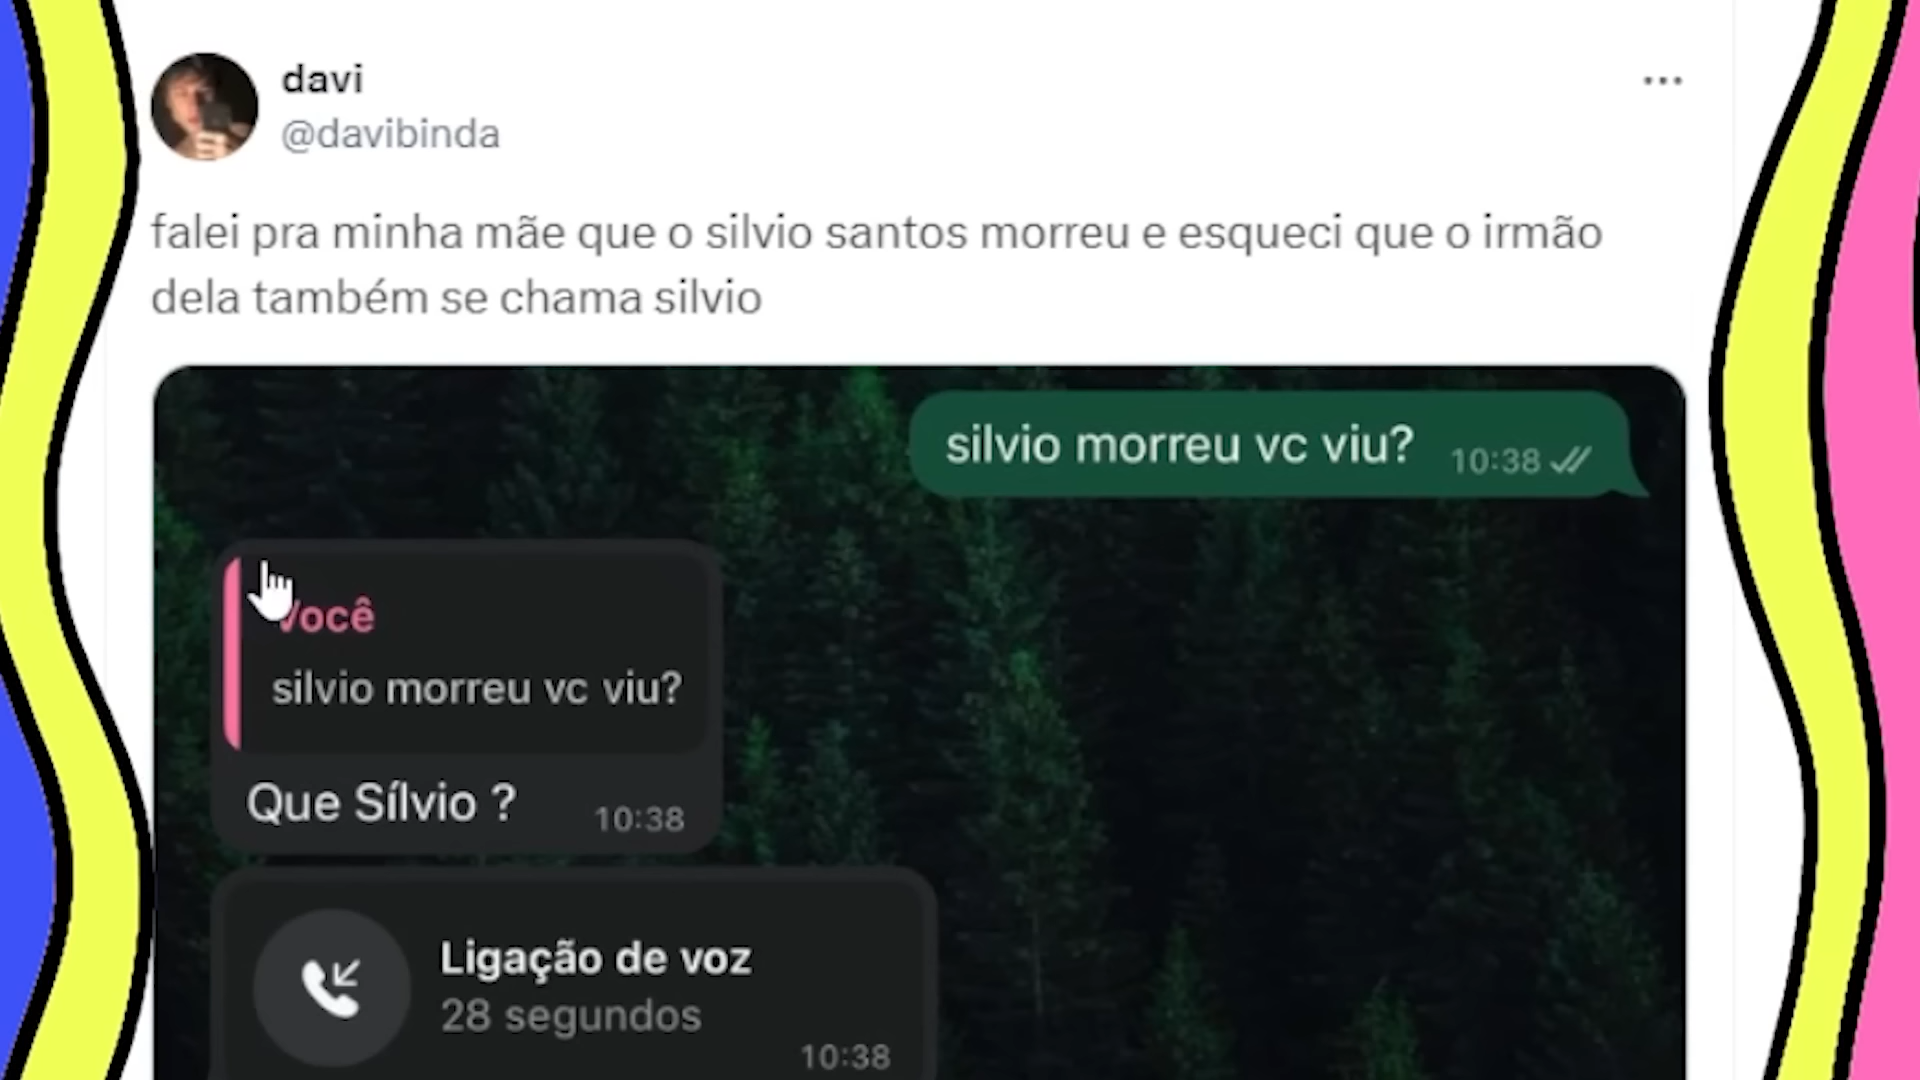 davi
@davibinda
falei pra minha mãe que o silvio santos morreu e esqueci que o irmão
dela também se chama silvio
silvio morreu vc viu? 10:38
Você
silvio morreu vc viu?
Que Sílvio ? 10:38
Ligação de voz
28 segundos
10:38